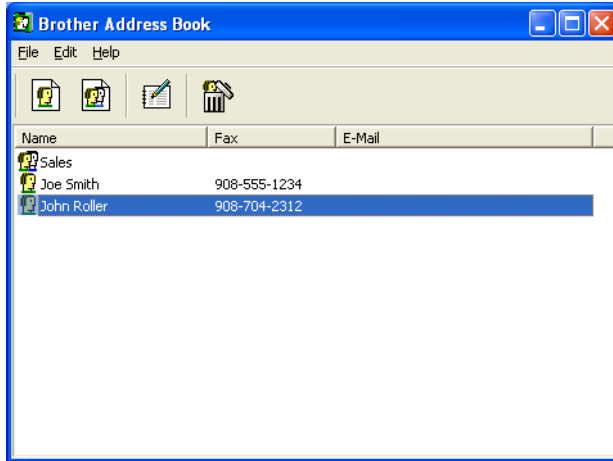 Brother Address Book
File Edit Help
Name Fax E-Mail
Sales
Joe Smith 908-555-1234
John Roller 908-704-2312